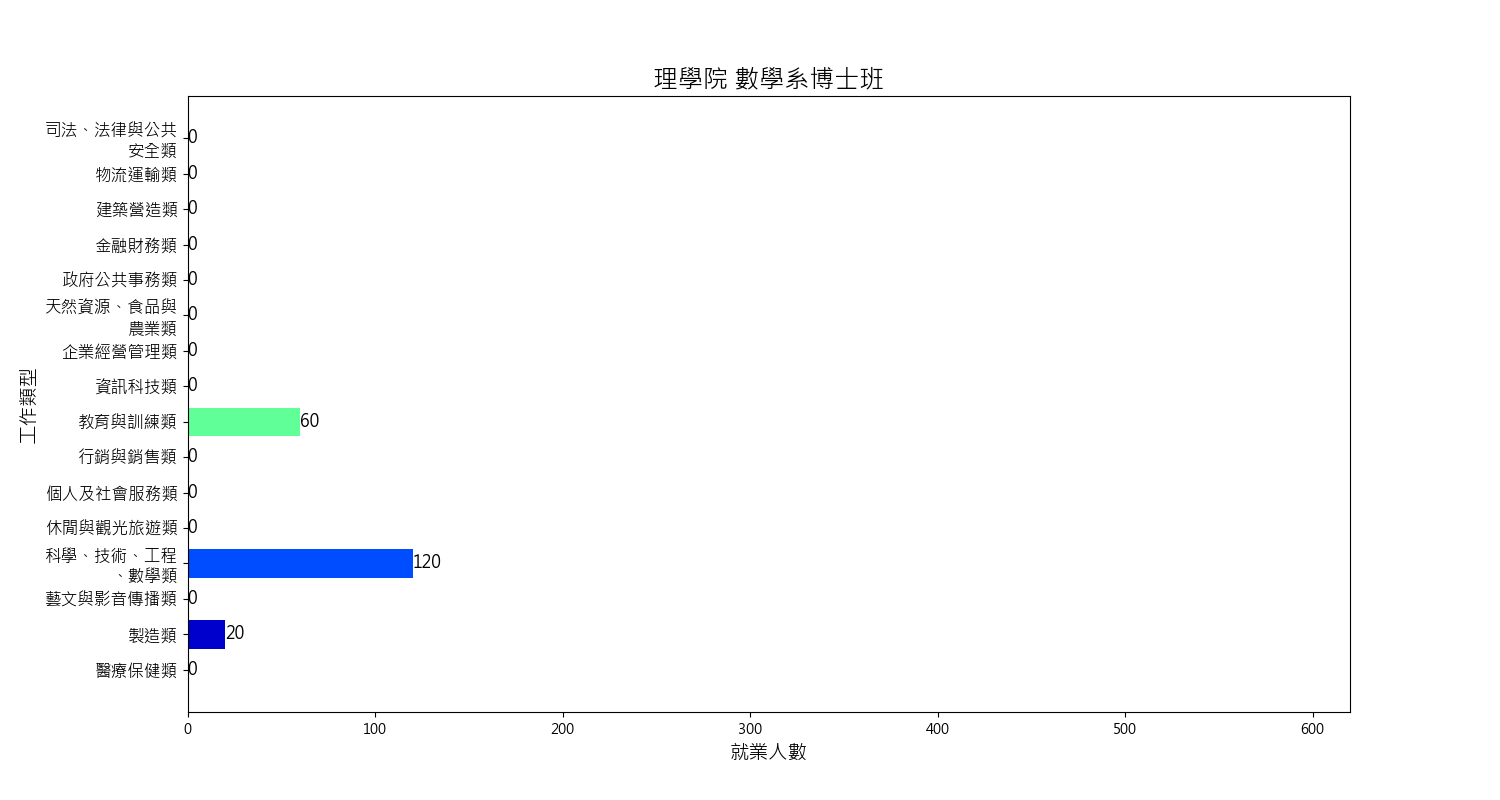 理學院 數學系博士班
司法、法律與公共
安全類
0
物流運輸類
0
建築營造類
0
金融財務類
0
政府公共事務類
0
天然資源、食品與
農業類
0
企業經營管理類
0
資訊科技類
0
教育與訓練類
60
行銷與銷售類
0
個人及社會服務類
0
休閒與觀光旅遊類
0
科學、技術、工程
、數學類
120
藝文與影音傳播類
0
製造類
20
醫療保健類
0
工作類型
0 100 200 300 400 500 600
就業人數